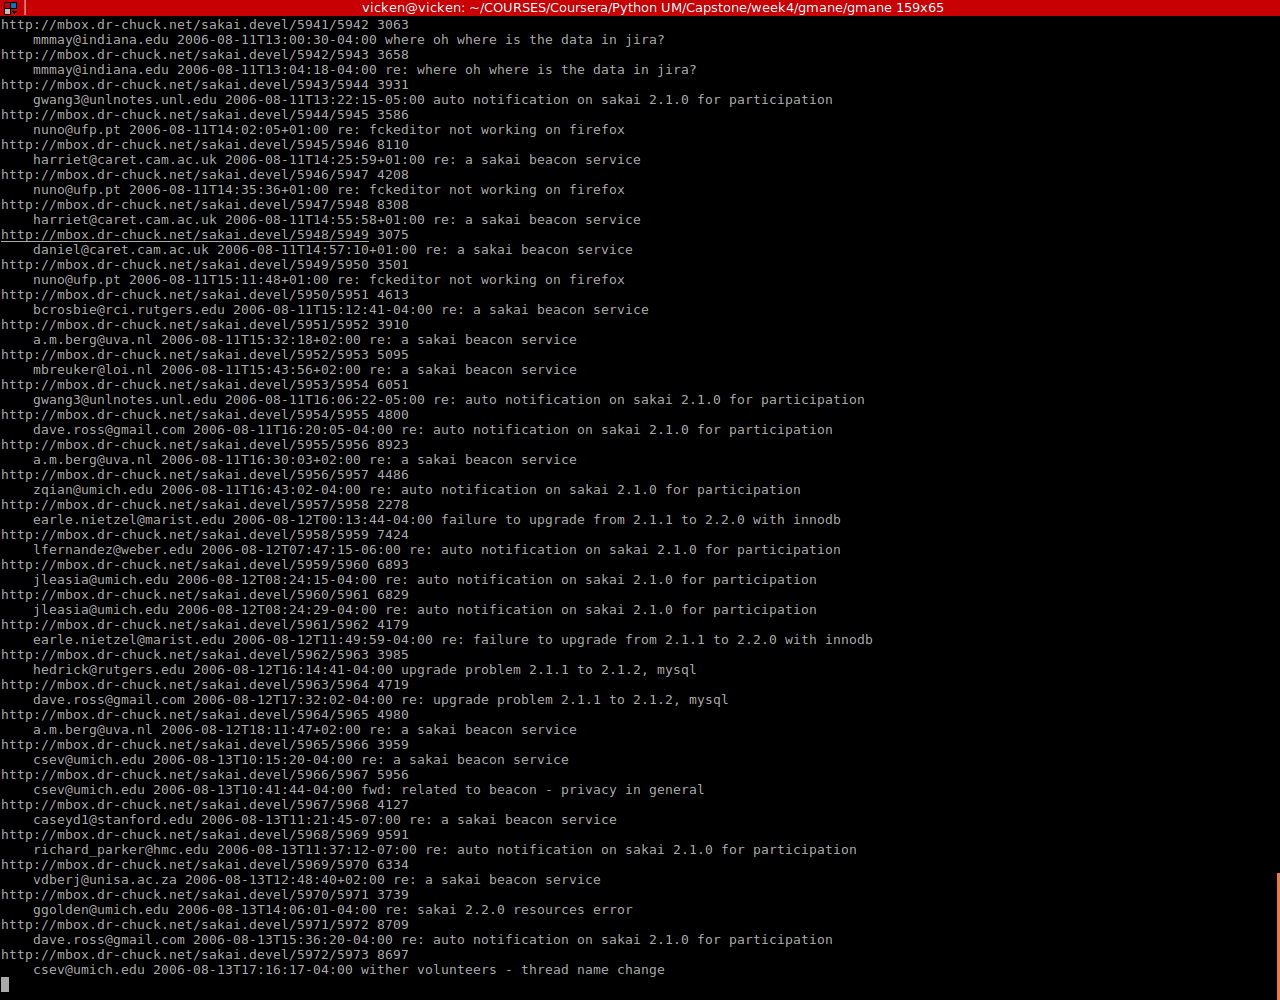 vicken@vicken: ~/COURSES/Coursera/Python UM/Capstone/week4/gmane/gmane 159x65
http://mbox.dr-chuck.net/sakai.devel/5941/5942 3063
    mmmay@indiana.edu 2006-08-11T13:00:30-04:00 where oh where is the data in jira?
http://mbox.dr-chuck.net/sakai.devel/5942/5943 3658
    mmmay@indiana.edu 2006-08-11T13:04:18-04:00 re: where oh where is the data in jira?
http://mbox.dr-chuck.net/sakai.devel/5943/5944 3931
    gwang3@unlnotes.unl.edu 2006-08-11T13:22:15-05:00 auto notification on sakai 2.1.0 for participation
http://mbox.dr-chuck.net/sakai.devel/5944/5945 3586
    nuno@ufp.pt 2006-08-11T14:02:05+01:00 re: fckeditor not working on firefox
http://mbox.dr-chuck.net/sakai.devel/5945/5946 8110
    harriet@caret.cam.ac.uk 2006-08-11T14:25:59+01:00 re: a sakai beacon service
http://mbox.dr-chuck.net/sakai.devel/5946/5947 4208
    nuno@ufp.pt 2006-08-11T14:35:36+01:00 re: fckeditor not working on firefox
http://mbox.dr-chuck.net/sakai.devel/5947/5948 8308
    harriet@caret.cam.ac.uk 2006-08-11T14:55:58+01:00 re: a sakai beacon service
http://mbox.dr-chuck.net/sakai.devel/5948/5949 3075
    daniel@caret.cam.ac.uk 2006-08-11T14:57:10+01:00 re: a sakai beacon service
http://mbox.dr-chuck.net/sakai.devel/5949/5950 3501
    nuno@ufp.pt 2006-08-11T15:11:48+01:00 re: fckeditor not working on firefox
http://mbox.dr-chuck.net/sakai.devel/5950/5951 4613
    bcrosbie@rci.rutgers.edu 2006-08-11T15:12:41-04:00 re: a sakai beacon service
http://mbox.dr-chuck.net/sakai.devel/5951/5952 3910
    a.m.berg@uva.nl 2006-08-11T15:32:18+02:00 re: a sakai beacon service
http://mbox.dr-chuck.net/sakai.devel/5952/5953 5095
    mbreuker@loi.nl 2006-08-11T15:43:56+02:00 re: a sakai beacon service
http://mbox.dr-chuck.net/sakai.devel/5953/5954 6051
    gwang3@unlnotes.unl.edu 2006-08-11T16:06:22-05:00 re: auto notification on sakai 2.1.0 for participation
http://mbox.dr-chuck.net/sakai.devel/5954/5955 4800
    dave.ross@gmail.com 2006-08-11T16:20:05-04:00 re: auto notification on sakai 2.1.0 for participation
http://mbox.dr-chuck.net/sakai.devel/5955/5956 8923
    a.m.berg@uva.nl 2006-08-11T16:30:03+02:00 re: a sakai beacon service
http://mbox.dr-chuck.net/sakai.devel/5956/5957 4486
    zqian@umich.edu 2006-08-11T16:43:02-04:00 re: auto notification on sakai 2.1.0 for participation
http://mbox.dr-chuck.net/sakai.devel/5957/5958 2278
    earle.nietzel@marist.edu 2006-08-12T00:13:44-04:00 failure to upgrade from 2.1.1 to 2.2.0 with innodb
http://mbox.dr-chuck.net/sakai.devel/5958/5959 7424
    lfernandez@weber.edu 2006-08-12T07:47:15-06:00 re: auto notification on sakai 2.1.0 for participation
http://mbox.dr-chuck.net/sakai.devel/5959/5960 6893
    jleasia@umich.edu 2006-08-12T08:24:15-04:00 re: auto notification on sakai 2.1.0 for participation
http://mbox.dr-chuck.net/sakai.devel/5960/5961 6829
    jleasia@umich.edu 2006-08-12T08:24:29-04:00 re: auto notification on sakai 2.1.0 for participation
http://mbox.dr-chuck.net/sakai.devel/5961/5962 4179
    earle.nietzel@marist.edu 2006-08-12T11:49:59-04:00 re: failure to upgrade from 2.1.1 to 2.2.0 with innodb
http://mbox.dr-chuck.net/sakai.devel/5962/5963 3985
    hedrick@rutgers.edu 2006-08-12T16:14:41-04:00 upgrade problem 2.1.1 to 2.1.2, mysql
http://mbox.dr-chuck.net/sakai.devel/5963/5964 4719
    dave.ross@gmail.com 2006-08-12T17:32:02-04:00 re: upgrade problem 2.1.1 to 2.1.2, mysql
http://mbox.dr-chuck.net/sakai.devel/5964/5965 4980
    a.m.berg@uva.nl 2006-08-12T18:11:47+02:00 re: a sakai beacon service
http://mbox.dr-chuck.net/sakai.devel/5965/5966 3959
    csev@umich.edu 2006-08-13T10:15:20-04:00 re: a sakai beacon service
http://mbox.dr-chuck.net/sakai.devel/5966/5967 5956
    csev@umich.edu 2006-08-13T10:41:44-04:00 fwd: related to beacon - privacy in general
http://mbox.dr-chuck.net/sakai.devel/5967/5968 4127
    caseyd1@stanford.edu 2006-08-13T11:21:45-07:00 re: a sakai beacon service
http://mbox.dr-chuck.net/sakai.devel/5968/5969 9591
    richard_parker@hmc.edu 2006-08-13T11:37:12-07:00 re: auto notification on sakai 2.1.0 for participation
http://mbox.dr-chuck.net/sakai.devel/5969/5970 6334
    vdberj@unisa.ac.za 2006-08-13T12:48:40+02:00 re: a sakai beacon service
http://mbox.dr-chuck.net/sakai.devel/5970/5971 3739
    ggolden@umich.edu 2006-08-13T14:06:01-04:00 re: sakai 2.2.0 resources error
http://mbox.dr-chuck.net/sakai.devel/5971/5972 8709
    dave.ross@gmail.com 2006-08-13T15:36:20-04:00 re: auto notification on sakai 2.1.0 for participation
http://mbox.dr-chuck.net/sakai.devel/5972/5973 8697
    csev@umich.edu 2006-08-13T17:16:17-04:00 wither volunteers - thread name change